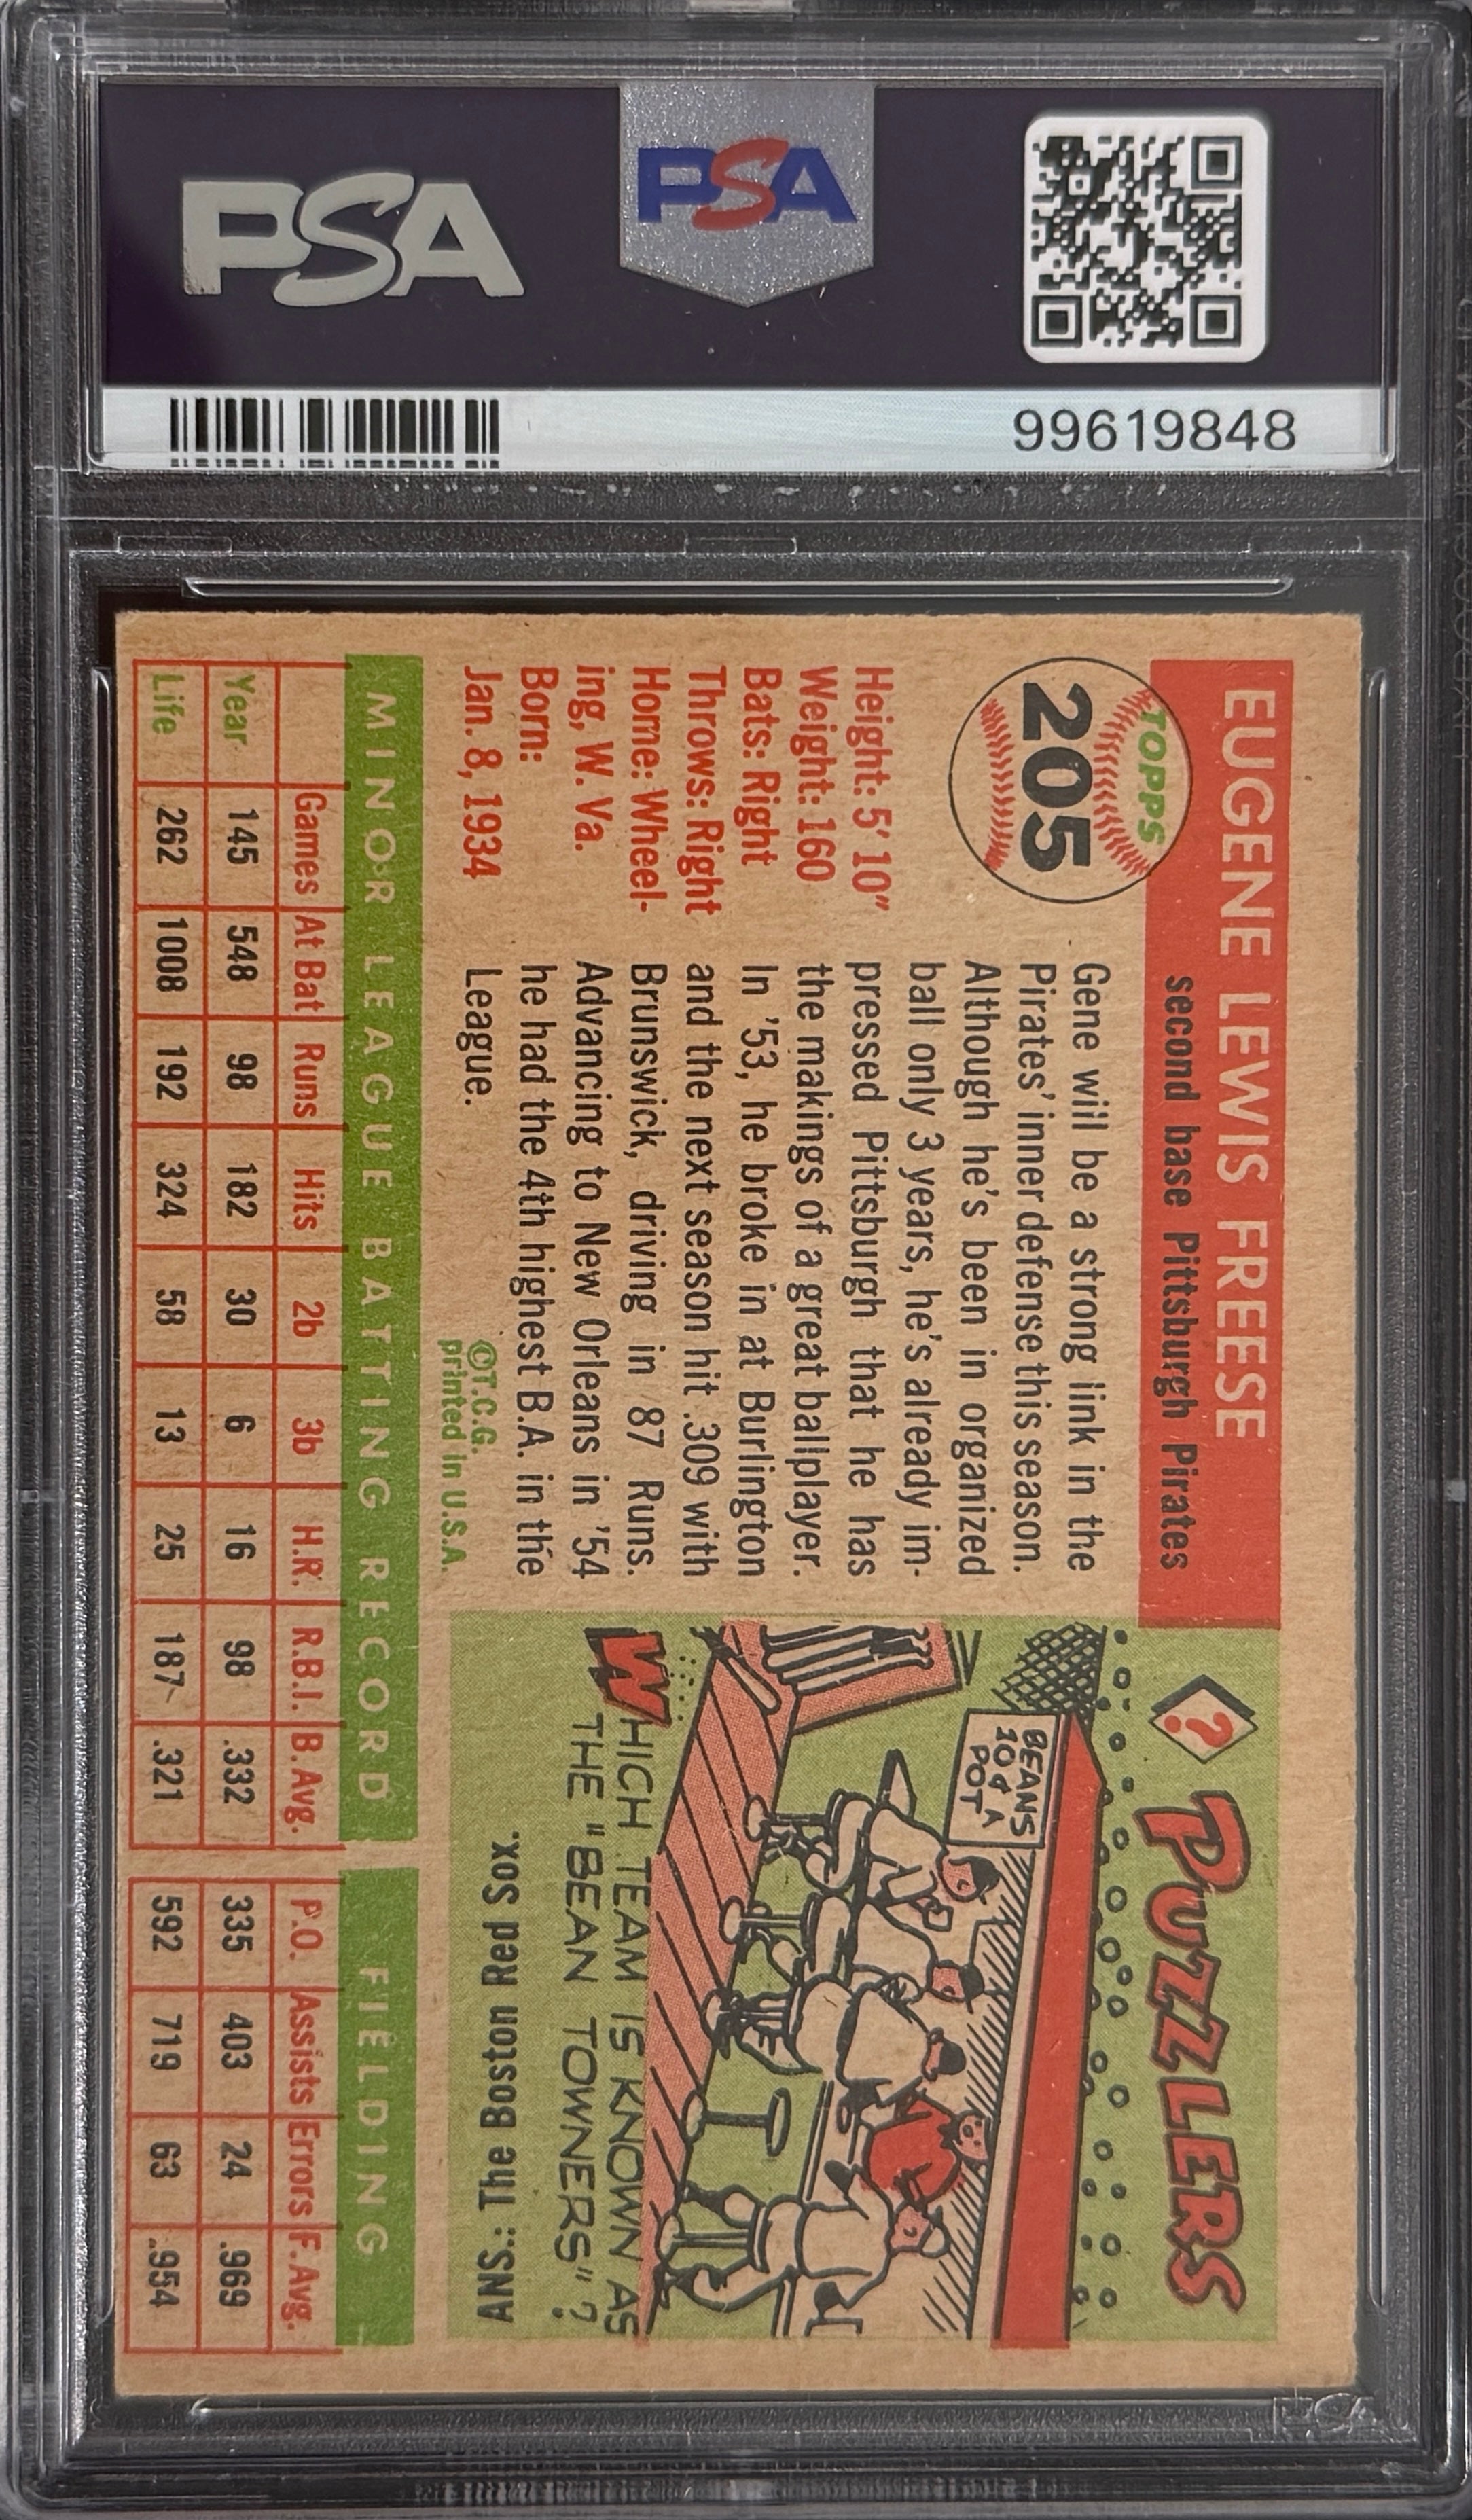 PSA
PSA
99619848
EUGENE LEWIS FREESE
second base Pittsburgh Pirates
TOPPS
205
Height: 5' 10"
Weight: 160
Bats: Right
Throws: Right
Home: Wheel-
ing, W. Va.
Born:
Jan. 8, 1934
Gene will be a strong link in the
Pirates' inner defense this season.
Although he's been in organized
ball only 3 years, he's already im-
pressed Pittsburgh that he has
the makings of a great ballplayer.
In '53, he broke in at Burlington
and the next season hit .309 with
Brunswick, driving in 87 Runs.
Advancing to New Orleans in '54
he had the 4th highest B.A. in the
League.
©T.C.G.
printed in U.S.A.
? PUZZLERS
BEANS
10¢ A
POT
WHICH TEAM IS KNOWN AS
THE "BEAN TOWNERS"?
ANS.: The Boston Red Sox.
MINOR LEAGUE BATTING RECORD FIELDING
Games At Bat Runs Hits 2b 3b H.R. R.B.I. B. Avg. P.O. Assists Errors F. Avg.
Year 145 548 98 182 30 6 16 98 .332 335 403 24 .969
Life 262 1008 192 324 58 13 25 187 .321 592 719 63 .954
PSA